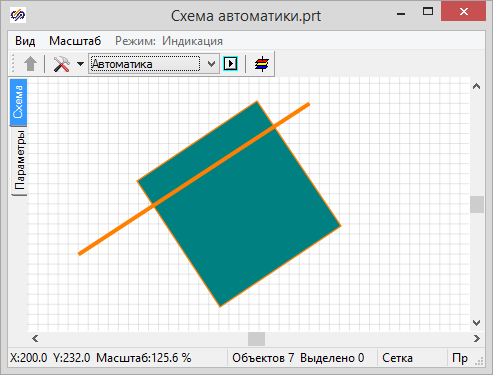 Схема автоматики.prt
Вид Масштаб Режим: Индикация
Автоматика
Схема
Параметры
X:200.0 Y:232.0 Масштаб:125.6 % Объектов 7 Выделено 0 Сетка Пр